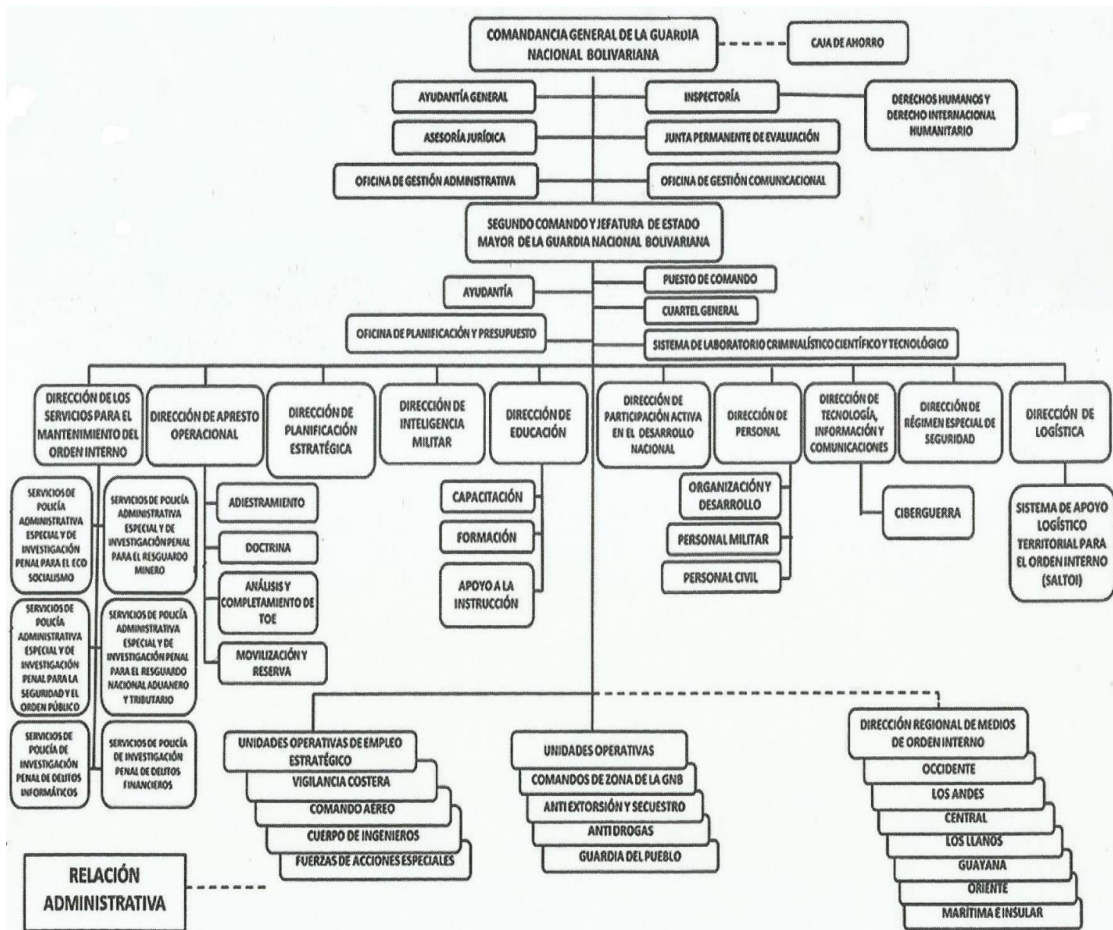 COMANDANCIA GENERAL DE LA GUARDIA
NACIONAL BOLIVARIANA
CAJA DE AHORRO
AYUDANTÍA GENERAL
INSPECTORÍA
DERECHOS HUMANOS Y
DERECHO INTERNACIONAL
HUMANITARIO
ASESORÍA JURÍDICA
JUNTA PERMANENTE DE EVALUACIÓN
OFICINA DE GESTIÓN ADMINISTRATIVA
OFICINA DE GESTIÓN COMUNICACIONAL
SEGUNDO COMANDO Y JEFATURA DE ESTADO
MAYOR DE LA GUARDIA NACIONAL BOLIVARIANA
AYUDANTÍA
PUESTO DE COMANDO
CUARTEL GENERAL
OFICINA DE PLANIFICACIÓN Y PRESUPUESTO
SISTEMA DE LABORATORIO CRIMINALÍSTICO CIENTÍFICO Y TECNOLÓGICO
DIRECCIÓN DE LOS
SERVICIOS PARA EL
MANTENIMIENTO DEL
ORDEN INTERNO
DIRECCIÓN DE APRESTO
OPERACIONAL
DIRECCIÓN DE
PLANIFICACIÓN
ESTRATÉGICA
DIRECCIÓN DE
INTELIGENCIA
MILITAR
DIRECCIÓN DE
EDUCACIÓN
DIRECCIÓN DE
PARTICIPACIÓN ACTIVA
EN EL DESARROLLO
NACIONAL
DIRECCIÓN DE
PERSONAL
DIRECCIÓN DE
TECNOLOGÍA,
INFORMACIÓN Y
COMUNICACIONES
DIRECCIÓN DE
RÉGIMEN ESPECIAL DE
SEGURIDAD
DIRECCIÓN DE
LOGÍSTICA
SERVICIOS DE
POLICÍA
ADMINISTRATIVA
ESPECIAL Y DE
INVESTIGACIÓN
PENAL PARA EL ECO
SOCIALISMO
SERVICIOS DE POLICÍA
ADMINISTRATIVA
ESPECIAL Y DE
INVESTIGACIÓN PENAL
PARA EL RESGUARDO
MINERO
SERVICIOS DE
POLICÍA
ADMINISTRATIVA
ESPECIAL Y DE
INVESTIGACIÓN
PENAL PARA LA
SEGURIDAD Y EL
ORDEN PÚBLICO
SERVICIOS DE POLICÍA
ADMINISTRATIVA
ESPECIAL Y DE
INVESTIGACIÓN PENAL
PARA EL RESGUARDO
NACIONAL ADUANERO
Y TRIBUTARIO
SERVICIOS DE
POLICÍA DE
INVESTIGACIÓN
PENAL DE DELITOS
INFORMÁTICOS
SERVICIOS DE POLICÍA
DE INVESTIGACIÓN
PENAL DE DELITOS
FINANCIEROS
ADIESTRAMIENTO
DOCTRINA
ANÁLISIS Y
COMPLETAMIENTO DE
TOE
MOVILIZACIÓN Y
RESERVA
CAPACITACIÓN
FORMACIÓN
APOYO A LA
INSTRUCCIÓN
ORGANIZACIÓN Y
DESARROLLO
PERSONAL MILITAR
PERSONAL CIVIL
CIBERGUERRA
SISTEMA DE APOYO
LOGÍSTICO
TERRITORIAL PARA
EL ORDEN INTERNO
(SALTOI)
UNIDADES OPERATIVAS DE EMPLEO
ESTRATÉGICO
VIGILANCIA COSTERA
COMANDO AÉREO
CUERPO DE INGENIEROS
FUERZAS DE ACCIONES ESPECIALES
UNIDADES OPERATIVAS
COMANDOS DE ZONA DE LA GNB
ANTI EXTORSIÓN Y SECUESTRO
ANTI DROGAS
GUARDIA DEL PUEBLO
DIRECCIÓN REGIONAL DE MEDIOS
DE ORDEN INTERNO
OCCIDENTE
LOS ANDES
CENTRAL
LOS LLANOS
GUAYANA
ORIENTE
MARÍTIMA E INSULAR
RELACIÓN
ADMINISTRATIVA